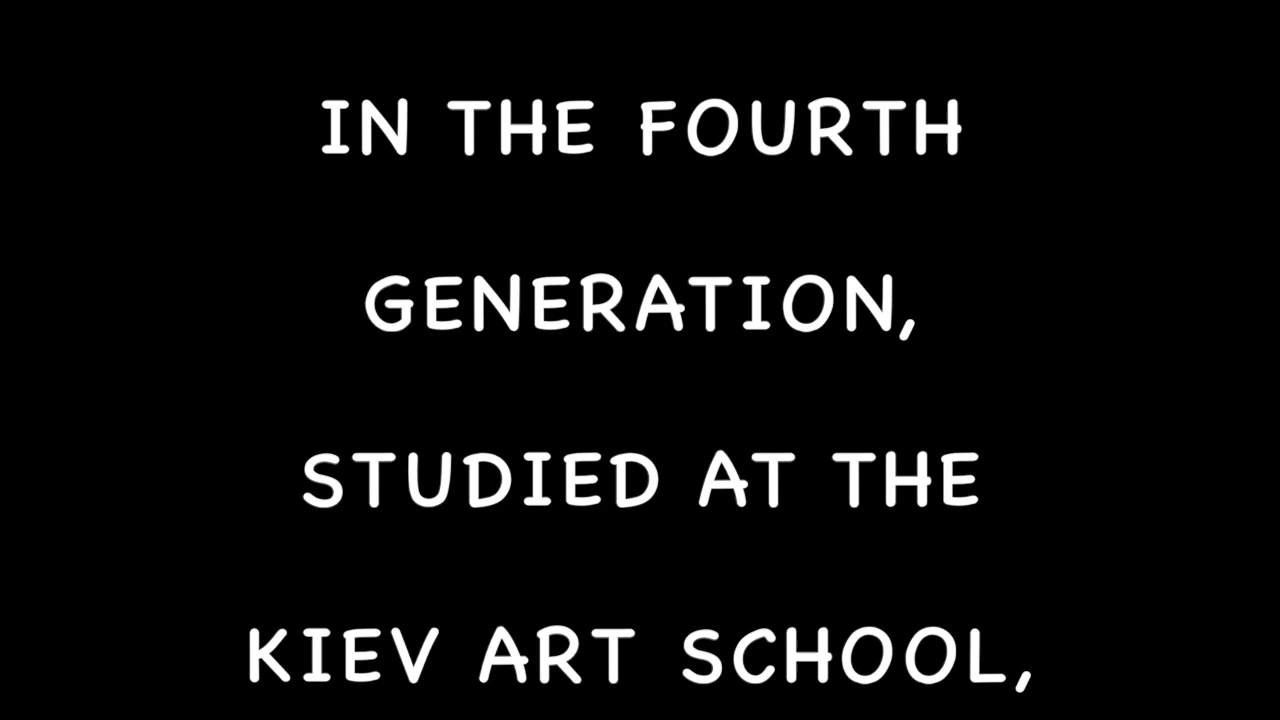 IN THE FOURTH
GENERATION,
STUDIED AT THE
KIEV ART SCHOOL,